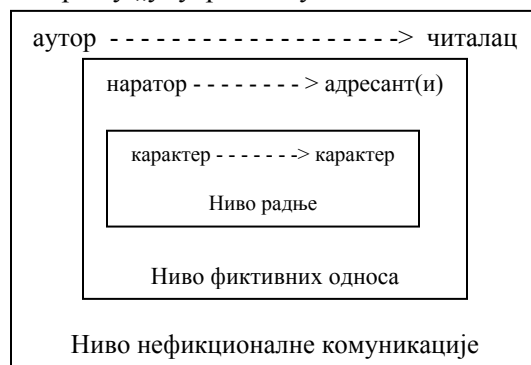 аутор - - - - - - - - - - - - - - - - - - - -> читалац
наратор - - - - - - - - > адресант(и)
карактер - - - - - - -> карактер
Ниво радње
Ниво фиктивних односа
Ниво нефикционалне комуникације